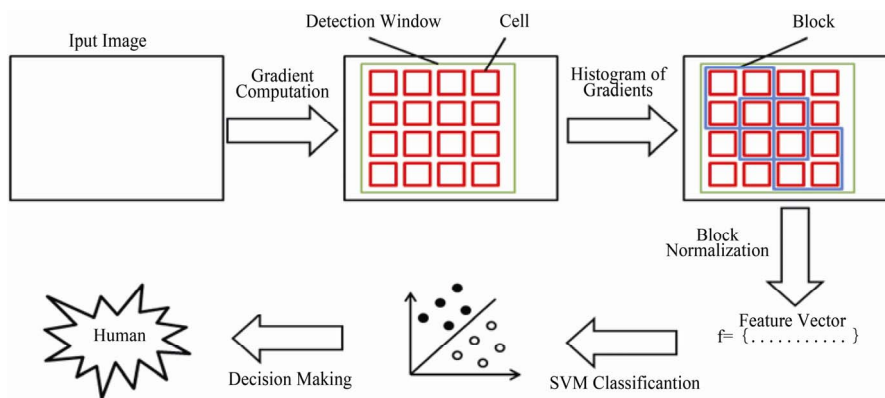 Iput Image
Detection Window
Cell
Block
Gradient
Computation
Histogram of
Gradients
Block
Normalization
Feature Vector
f= {...........}
SVM Classificantion
Decision Making
Human